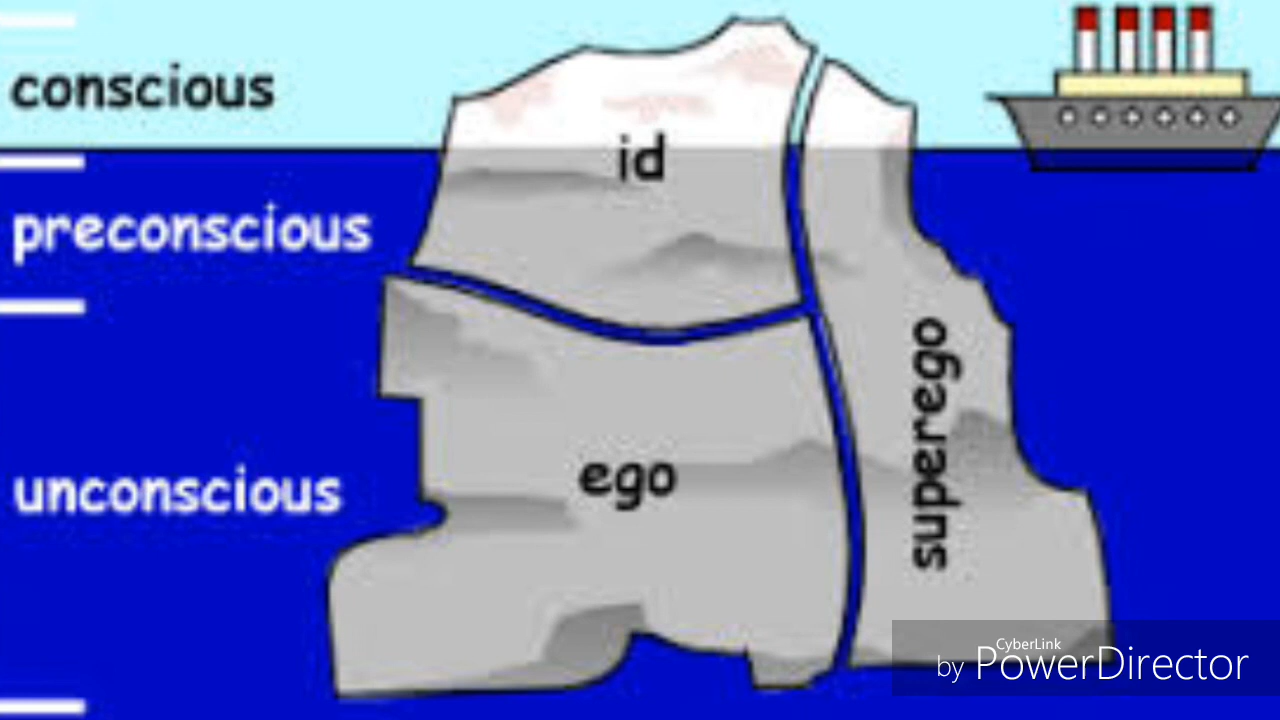 conscious
id
preconscious
superego
ego
unconscious
CyberLink
by PowerDirector